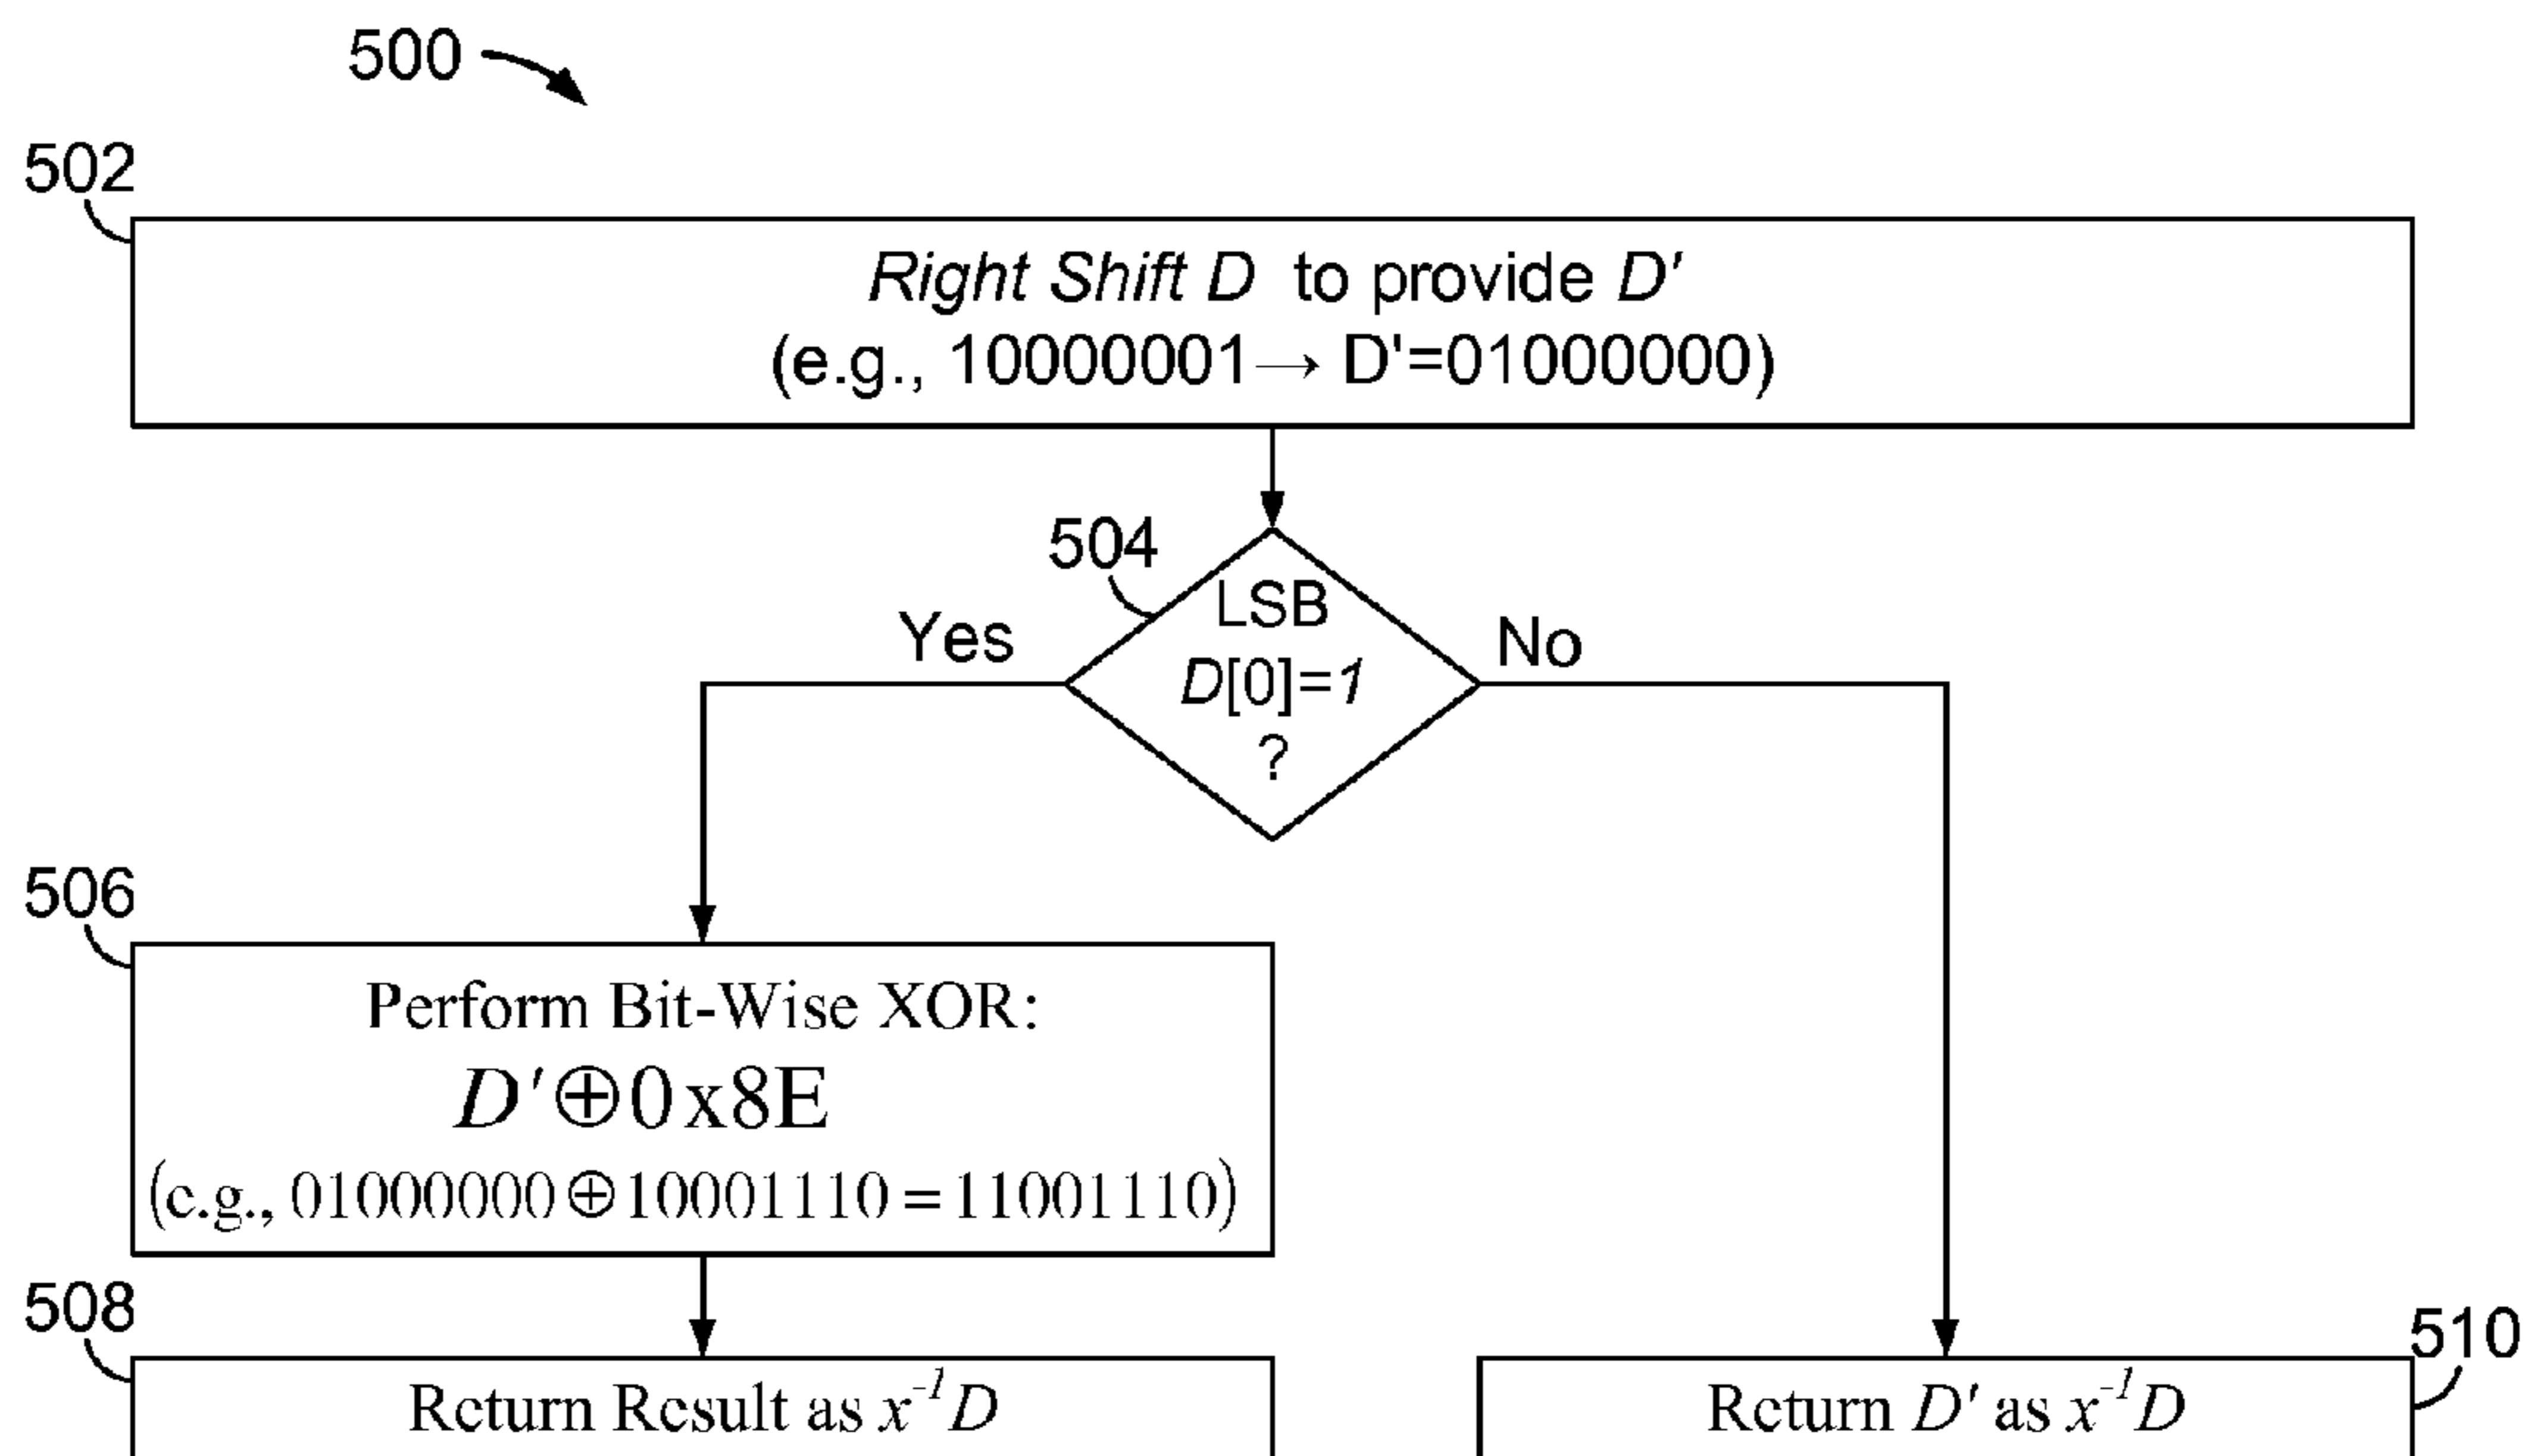 500
502
Right Shift D to provide D'
(e.g., 10000001→ D'=01000000)
504
LSB
D[0]=1
?
Yes
No
506
Perform Bit-Wise XOR:
D'⊕0x8E
(e.g., 01000000⊕10001110=11001110)
508
Return Result as x⁻¹D
510
Return D' as x⁻¹D